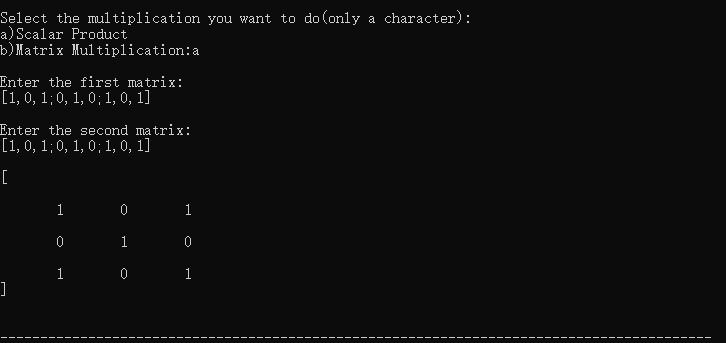 Select the multiplication you want to do(only a character):
a)Scalar Product
b)Matrix Multiplication:a
Enter the first matrix:
[1,0,1;0,1,0;1,0,1]
Enter the second matrix:
[1,0,1;0,1,0;1,0,1]
[
1 0 1
0 1 0
1 0 1
]
-----------------------------------------------------------------------------------------